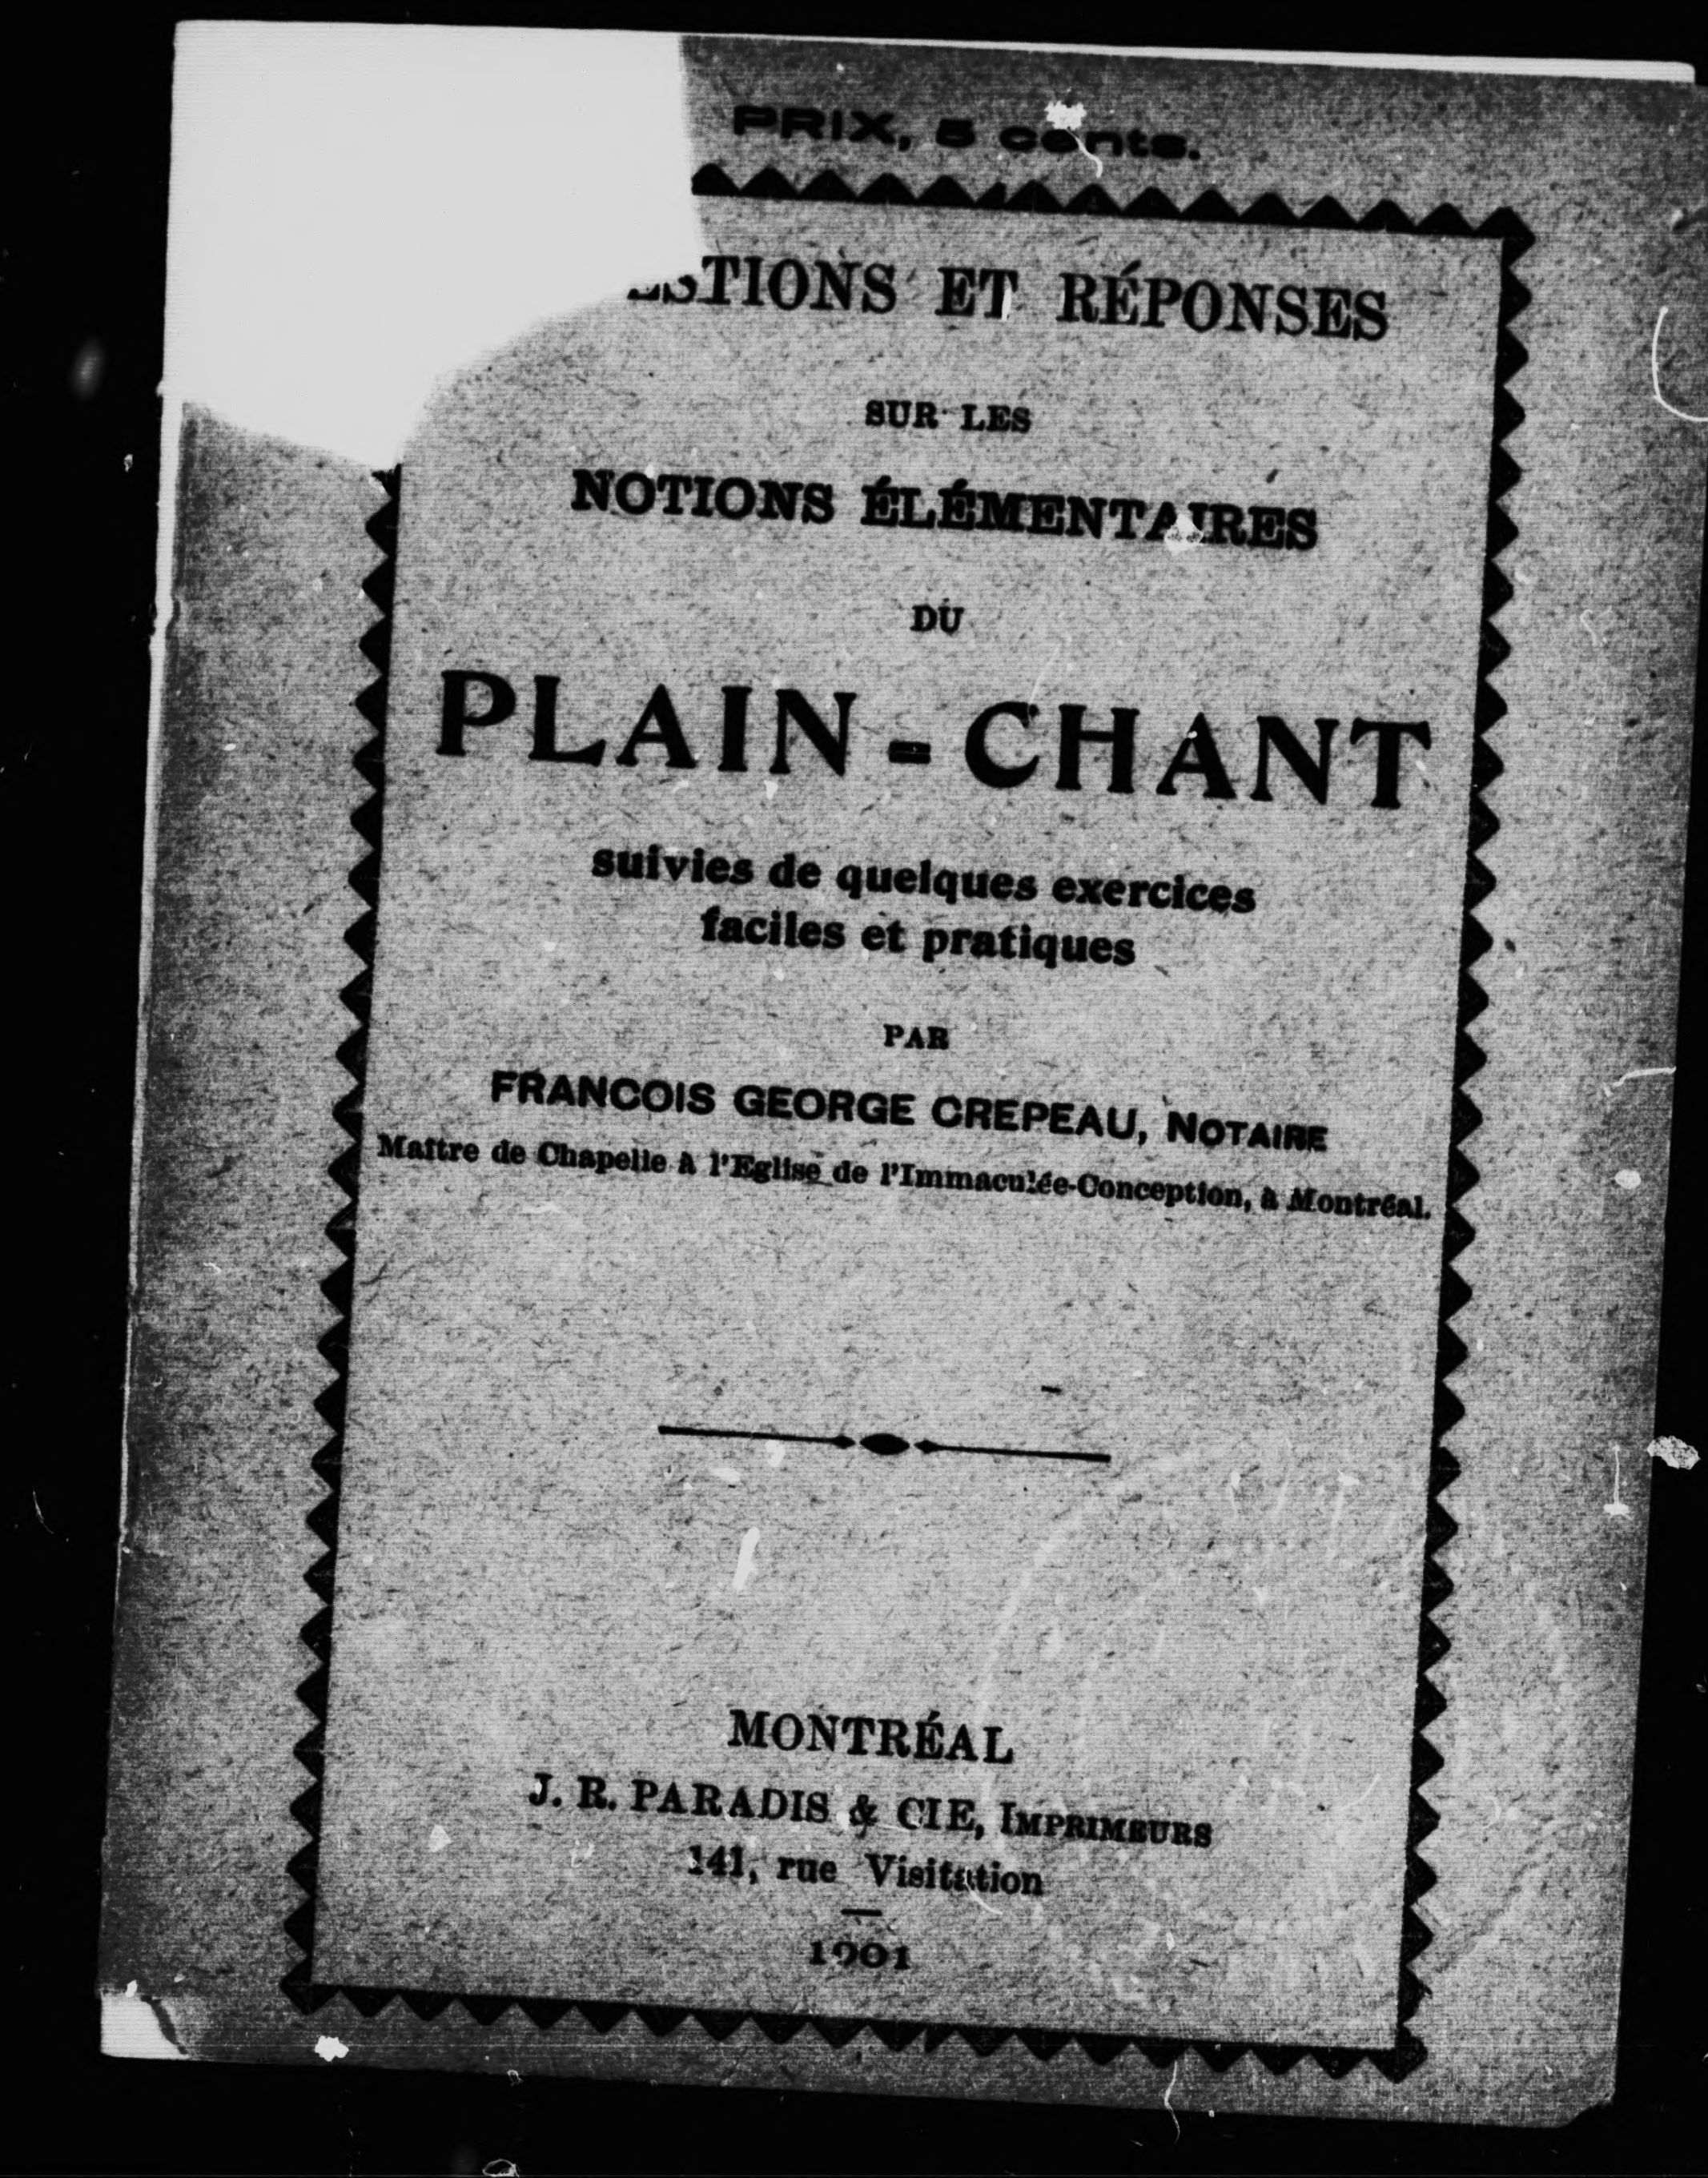 PRIX, 5 cents.
ESTIONS ET RÉPONSES
SUR LES
NOTIONS ÉLÉMENTAIRES
DU
PLAIN-CHANT
suivies de quelques exercices
faciles et pratiques
PAR
FRANCOIS GEORGE CREPEAU, NOTAIRE
Maître de Chapelle à l'Eglise de l'Immaculée-Conception, à Montréal.
MONTRÉAL
J. R. PARADIS & CIE, IMPRIMEURS
141, rue Visitation
1901